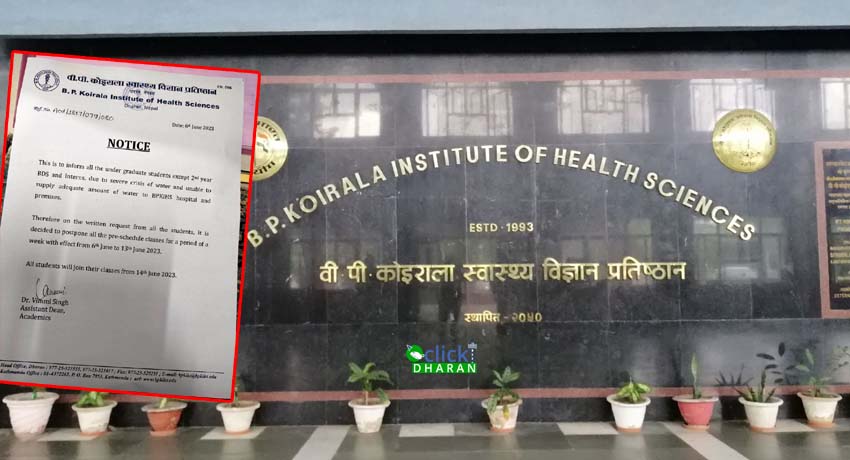 वी.पी. कोइराला स्वास्थ्य विज्ञान प्रतिष्ठान
B. P. Koirala Institute of Health Sciences
Dharan, Nepal
Date: 6th June 2023
NOTICE
This is to inform all the under graduate students except 2nd year
BDS and Interns, due to severe crisis of water and unable to
supply adequate amount of water to BPKIHS hospital and
premises.
Therefore on the written request from all the students, it is
decided to postpone all the pre-schedule classes for a period of a
week with effect from 6th June to 13th June 2023.
All students will join their classes from 14th June 2023.
Dr. Vimmi Singh
Assistant Dean,
Academics
B.P.KOIRALA INSTITUTE OF HEALTH SCIENCES
ESTD - 1993
वी · पी · कोइराला स्वास्थ्य विज्ञान प्रतिष्ठान
स्थापित - २०५०
click
DHARAN